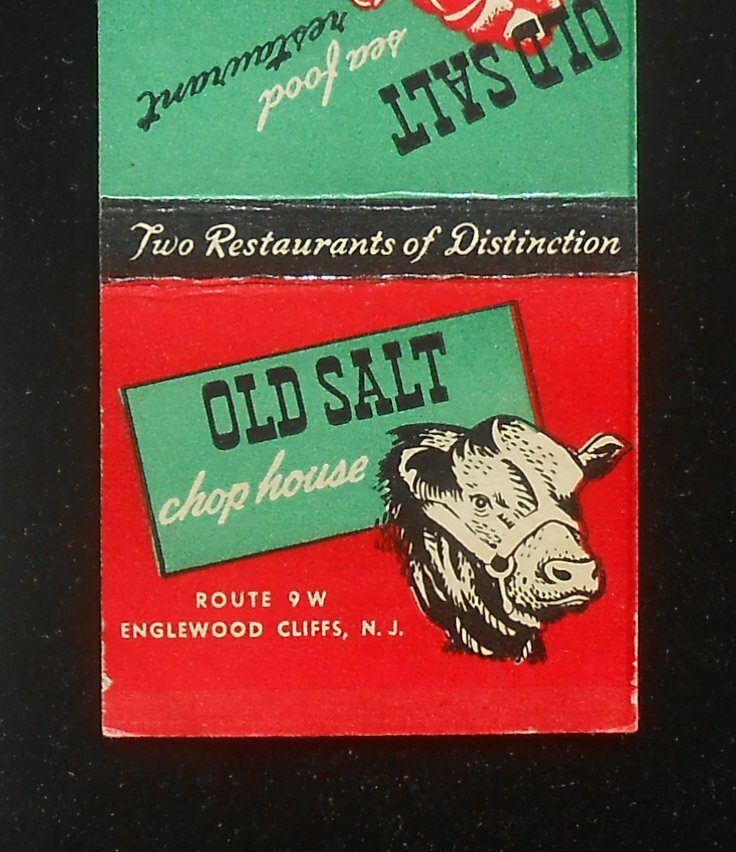 OLD SALT
sea food
restaurant
Two Restaurants of Distinction
OLD SALT
chop house
ROUTE 9W
ENGLEWOOD CLIFFS, N. J.